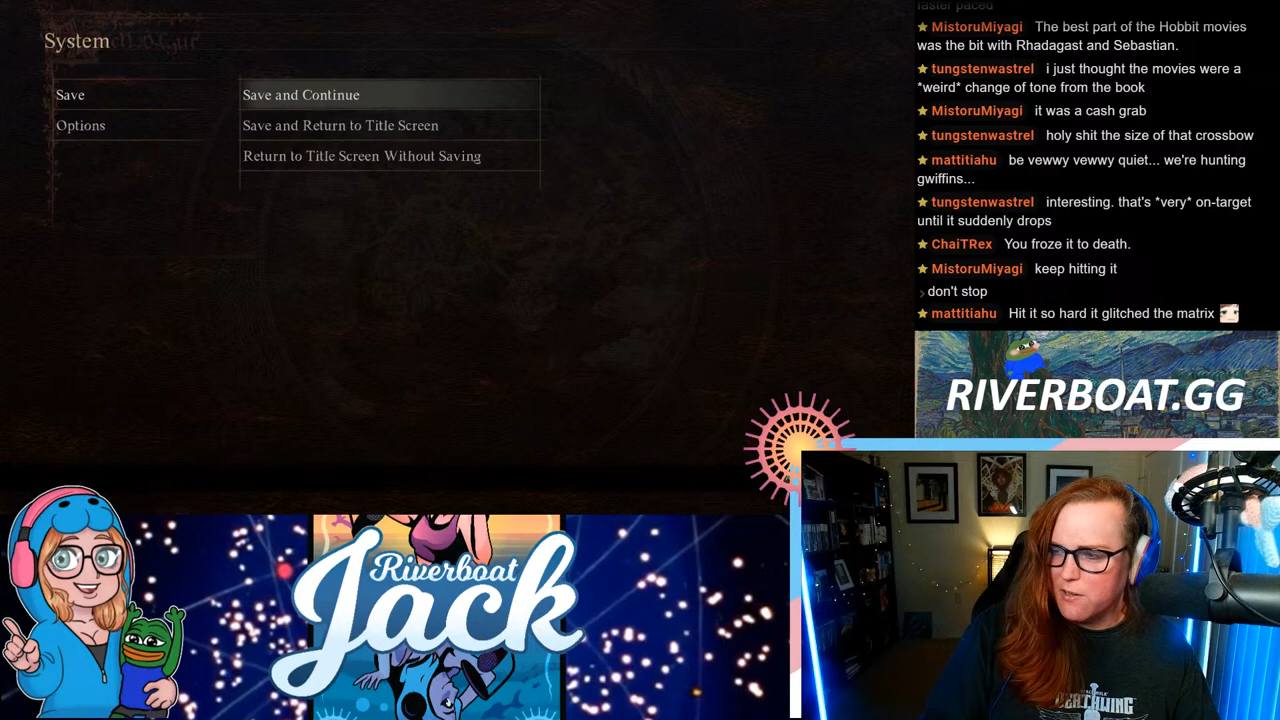 System
Save
Options
Save and Continue
Save and Return to Title Screen
Return to Title Screen Without Saving
faster paced
MistoruMiyagi The best part of the Hobbit movies
was the bit with Rhadagast and Sebastian.
tungstenwastrel i just thought the movies were a
*weird* change of tone from the book
MistoruMiyagi it was a cash grab
tungstenwastrel holy shit the size of that crossbow
mattitiahu be vewwy vewwy quiet... we're hunting
gwiffins...
tungstenwastrel interesting. that's *very* on-target
until it suddenly drops
ChaiTRex You froze it to death.
MistoruMiyagi keep hitting it
don't stop
mattitiahu Hit it so hard it glitched the matrix
RIVERBOAT.GG
Riverboat
Jack
DEATHWING